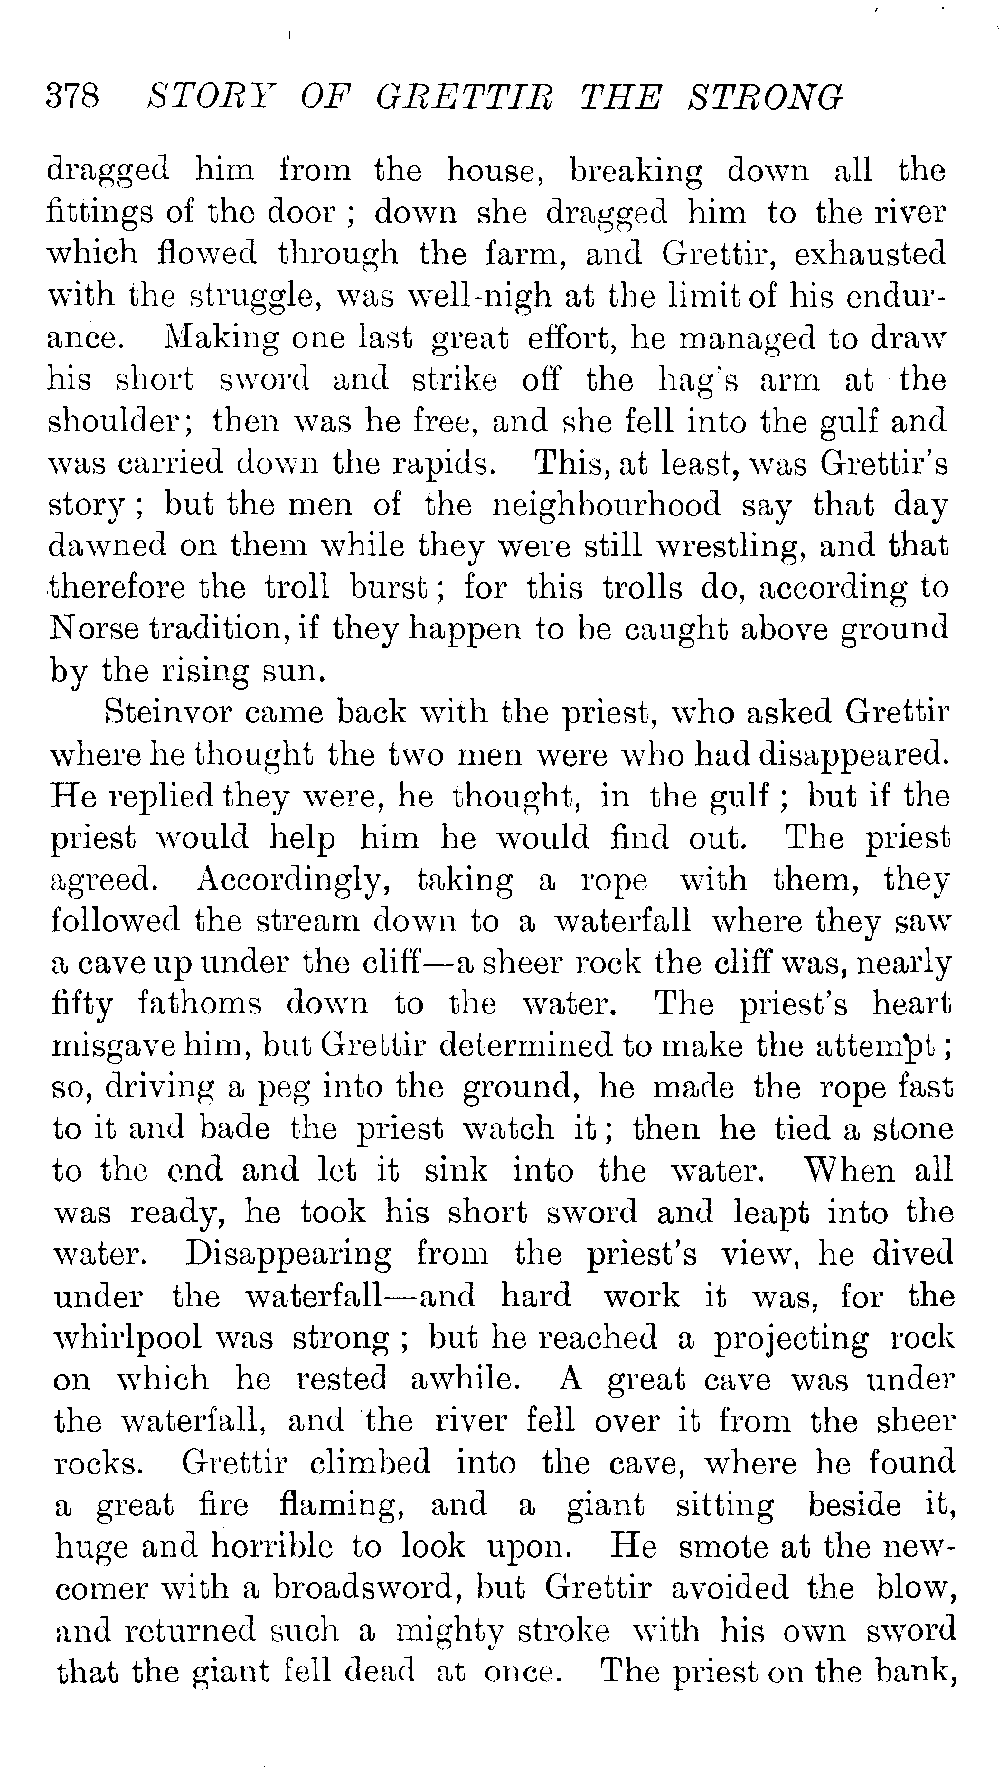 378 STORY OF GRETTIR THE STRONG
dragged him from the house, breaking down all the
fittings of the door ; down she dragged him to the river
which flowed through the farm, and Grettir, exhausted
with the struggle, was well-nigh at the limit of his endur-
ance. Making one last great effort, he managed to draw
his short sword and strike off the hag's arm at the
shoulder; then was he free, and she fell into the gulf and
was carried down the rapids. This, at least, was Grettir's
story ; but the men of the neighbourhood say that day
dawned on them while they were still wrestling, and that
therefore the troll burst ; for this trolls do, according to
Norse tradition, if they happen to be caught above ground
by the rising sun.
Steinvor came back with the priest, who asked Grettir
where he thought the two men were who had disappeared.
He replied they were, he thought, in the gulf ; but if the
priest would help him he would find out. The priest
agreed. Accordingly, taking a rope with them, they
followed the stream down to a waterfall where they saw
a cave up under the cliff—a sheer rock the cliff was, nearly
fifty fathoms down to the water. The priest's heart
misgave him, but Grettir determined to make the attempt ;
so, driving a peg into the ground, he made the rope fast
to it and bade the priest watch it ; then he tied a stone
to the end and let it sink into the water. When all
was ready, he took his short sword and leapt into the
water. Disappearing from the priest's view, he dived
under the waterfall—and hard work it was, for the
whirlpool was strong ; but he reached a projecting rock
on which he rested awhile. A great cave was under
the waterfall, and the river fell over it from the sheer
rocks. Grettir climbed into the cave, where he found
a great fire flaming, and a giant sitting beside it,
huge and horrible to look upon. He smote at the new-
comer with a broadsword, but Grettir avoided the blow,
and returned such a mighty stroke with his own sword
that the giant fell dead at once. The priest on the bank,